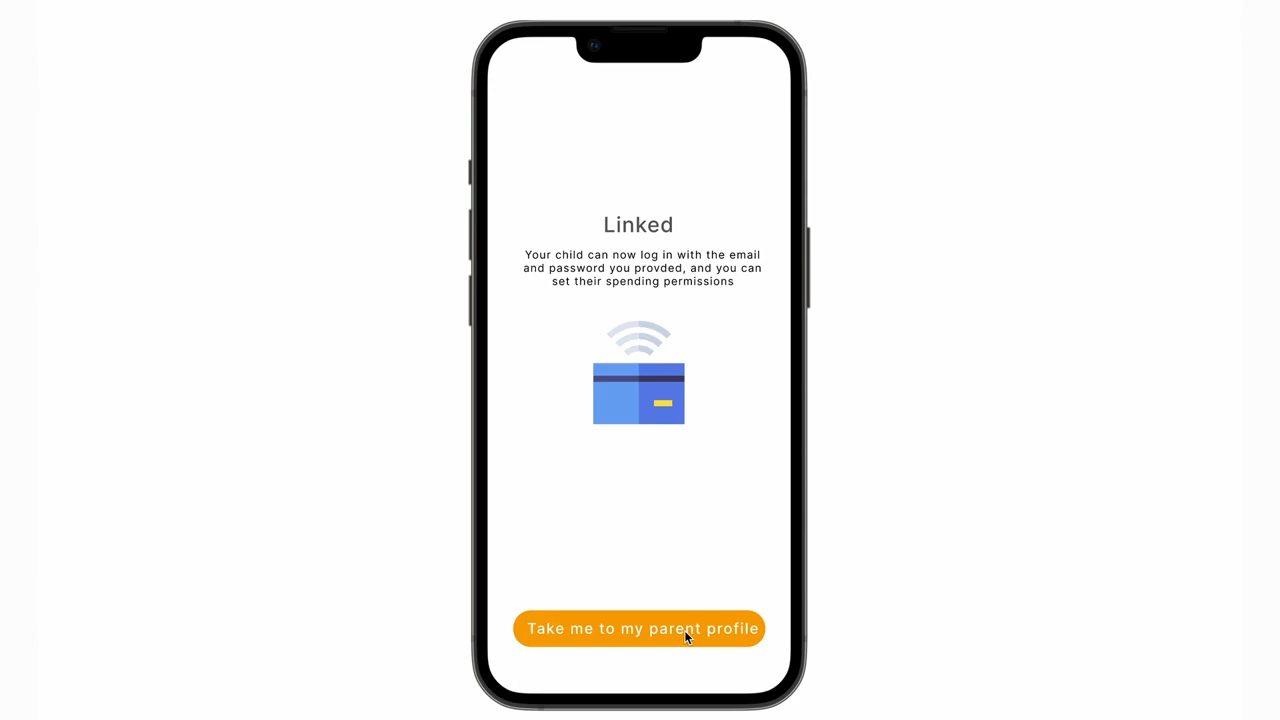 Linked
Your child can now log in with the email
and password you provded, and you can
set their spending permissions
Take me to my parent profile